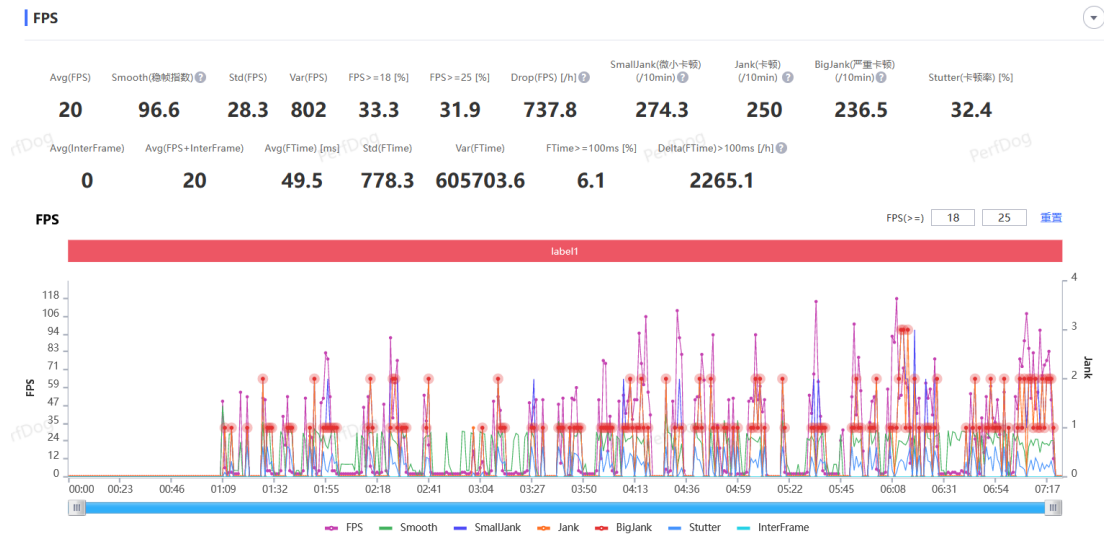 FPS
Avg(FPS) Smooth(稳帧指数) Std(FPS) Var(FPS) FPS>=18 [%] FPS>=25 [%] Drop(FPS) [/h] SmallJank(微小卡顿)(/10min) Jank(卡顿)(/10min) BigJank(严重卡顿)(/10min) Stutter(卡顿率) [%]
20 96.6 28.3 802 33.3 31.9 737.8 274.3 250 236.5 32.4
rfDog PerfDog PerfDog PerfDog
Avg(InterFrame) Avg(FPS+InterFrame) Avg(FTime) [ms] Std(FTime) Var(FTime) FTime>=100ms [%] Delta(FTime)>100ms [/h]
0 20 49.5 778.3 605703.6 6.1 2265.1
FPS FPS(>=) 18 25 重置
label1
118
106
94
83
71
59
47
35
24
12
0
FPS
4
3
2
1
0
Jank
00:00 00:23 00:46 01:09 01:32 01:55 02:18 02:41 03:04 03:27 03:50 04:13 04:36 04:59 05:22 05:45 06:08 06:31 06:54 07:17
FPS Smooth SmallJank Jank BigJank Stutter InterFrame